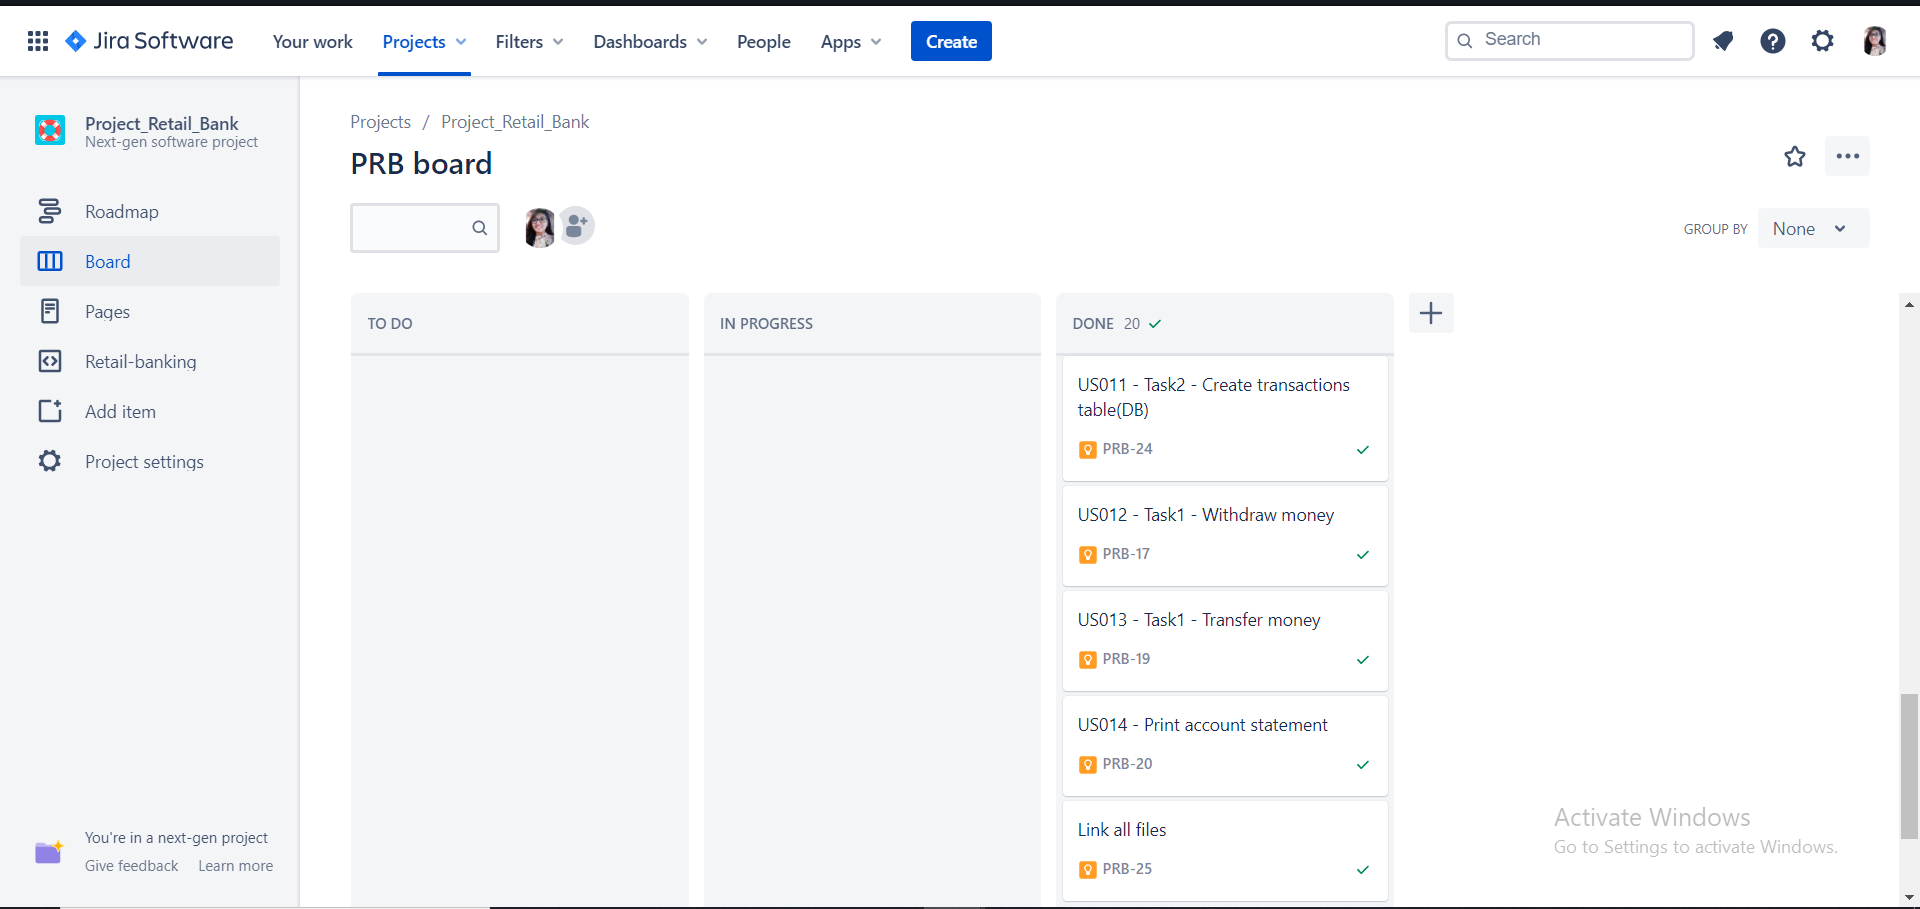 Jira Software
Your work
Projects
Filters
Dashboards
People
Apps
Create
Search
Project_Retail_Bank
Next-gen software project
Roadmap
Board
Pages
Retail-banking
Add item
Project settings
You're in a next-gen project
Give feedback Learn more
Projects / Project_Retail_Bank
PRB board
GROUP BY None
TO DO
IN PROGRESS
DONE 20
US011 - Task2 - Create transactions
table(DB)
PRB-24
US012 - Task1 - Withdraw money
PRB-17
US013 - Task1 - Transfer money
PRB-19
US014 - Print account statement
PRB-20
Link all files
PRB-25
Activate Windows
Go to Settings to activate Windows.